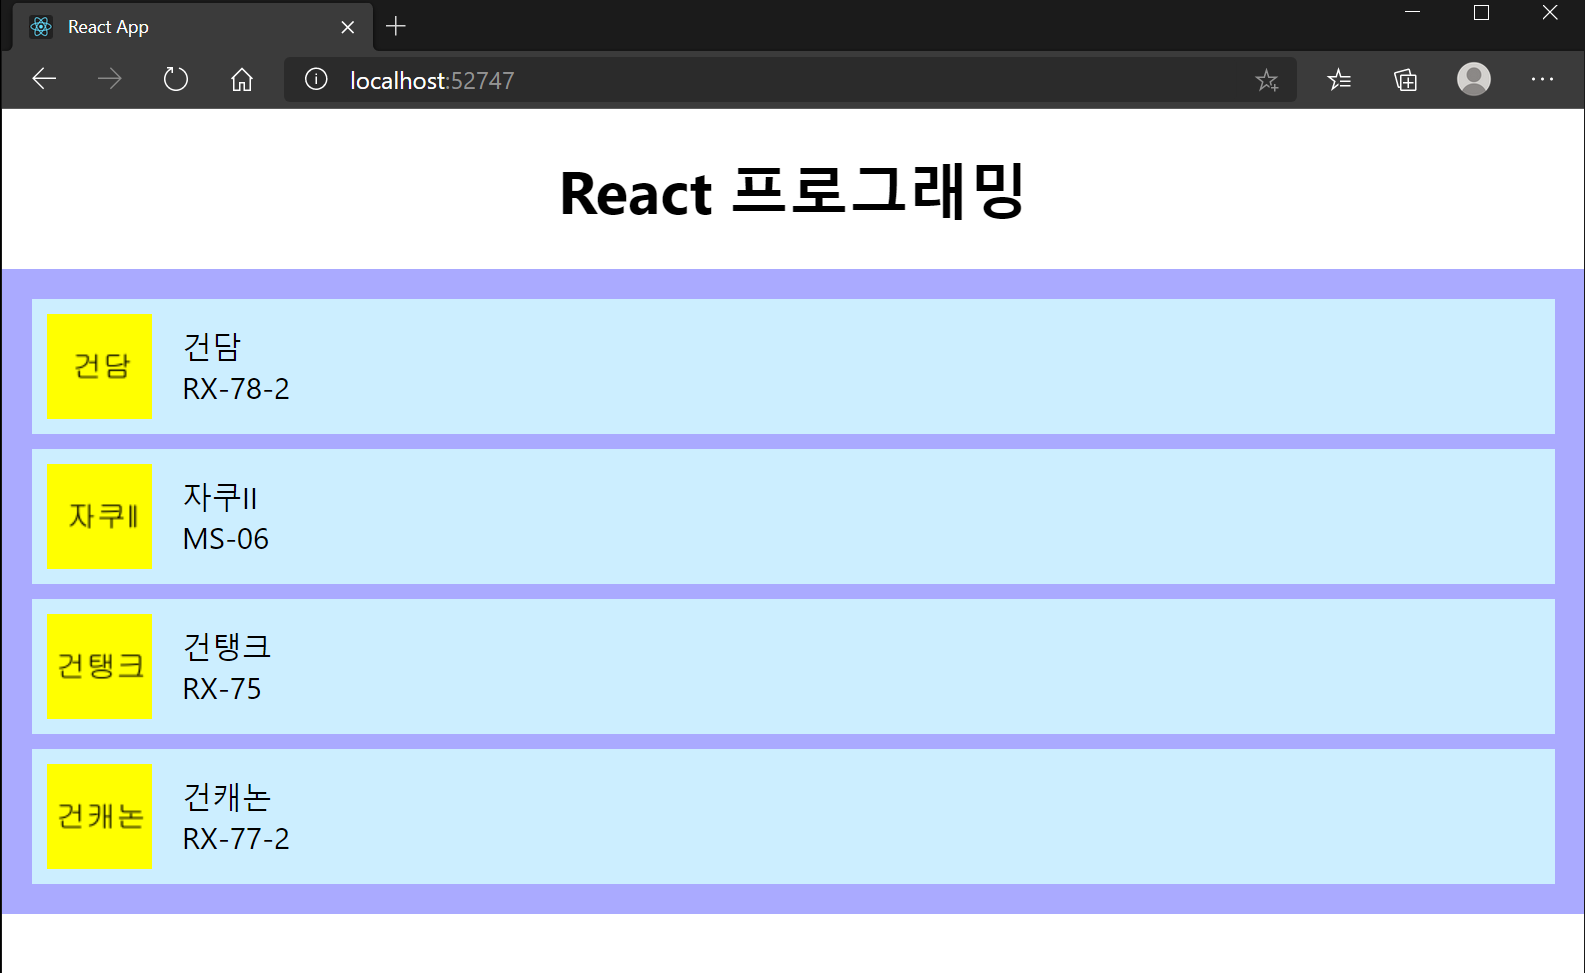 React App
localhost:52747
React 프로그래밍
건담
건담
RX-78-2
자쿠II
자쿠II
MS-06
건탱크
건탱크
RX-75
건캐논
건캐논
RX-77-2